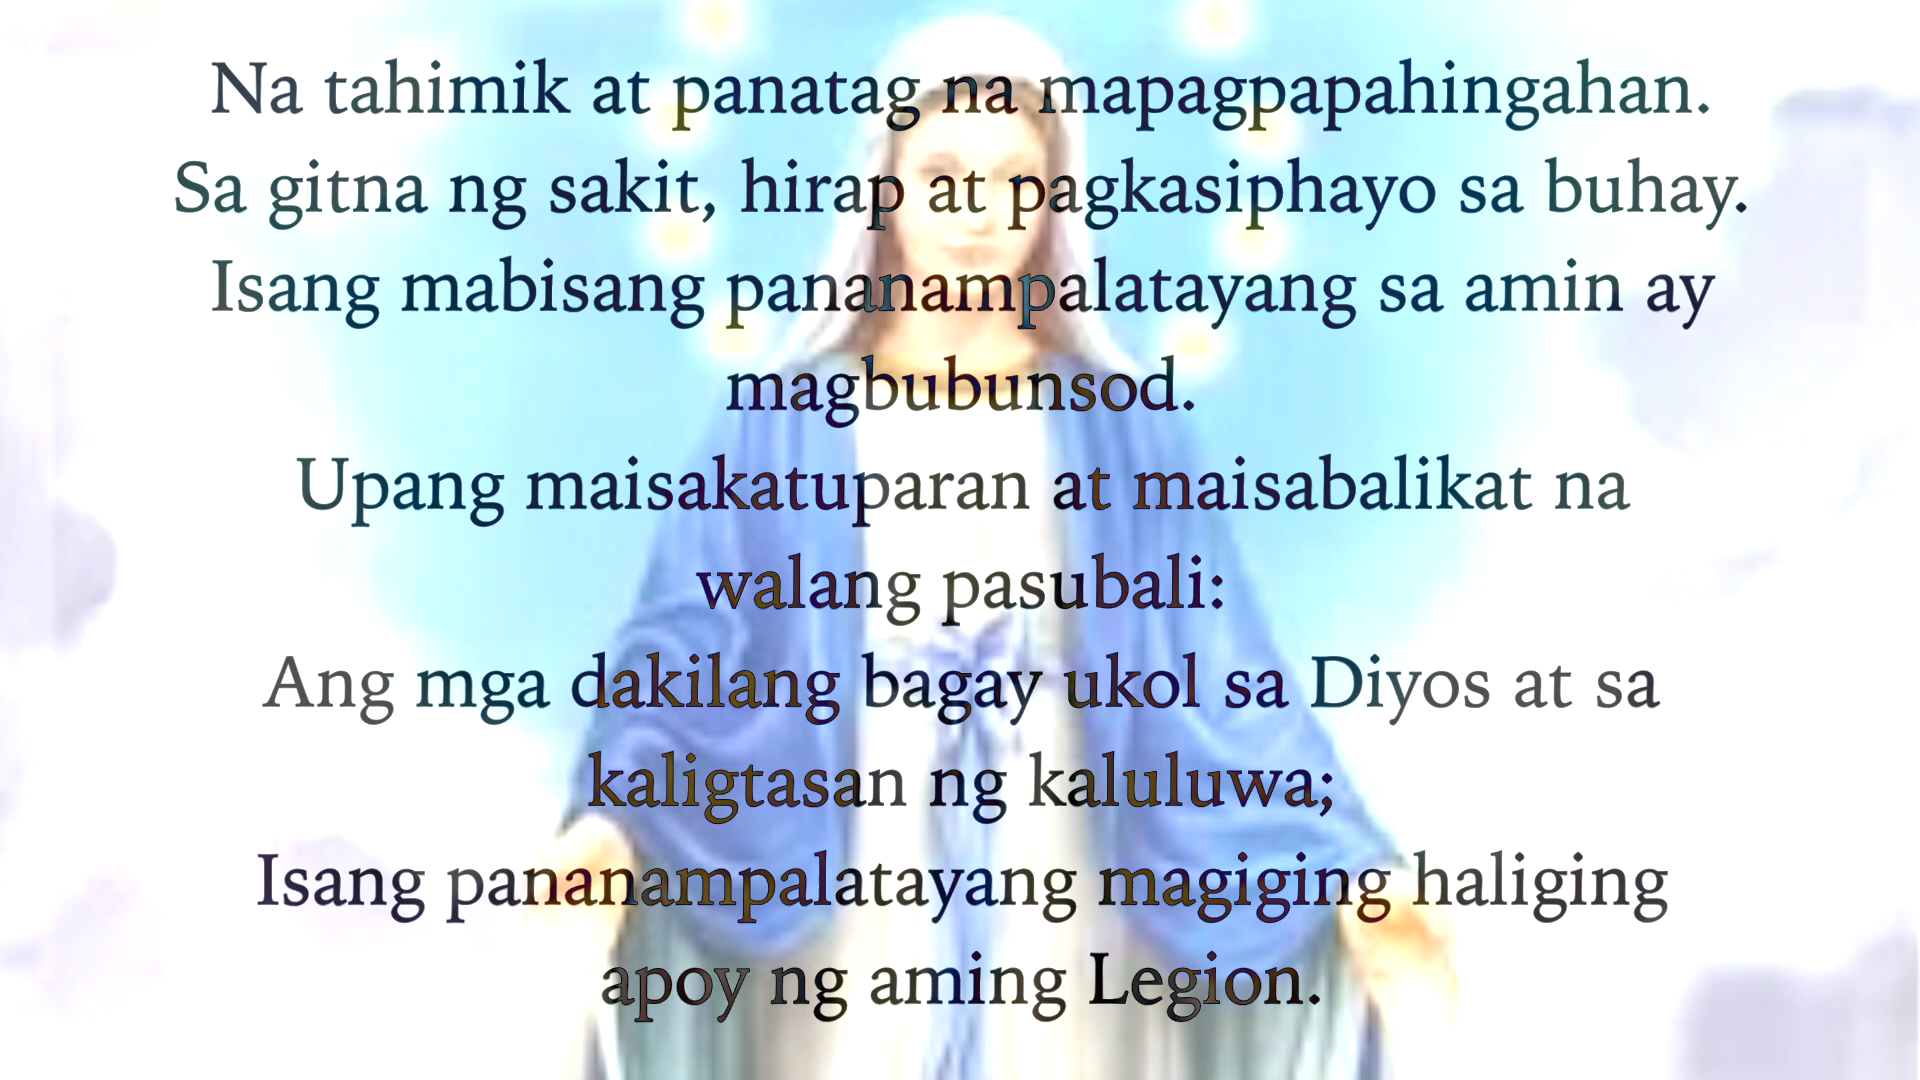 Na tahimik at panatag na mapagpapahingahan.
Sa gitna ng sakit, hirap at pagkasiphayo sa buhay.
Isang mabisang pananampalatayang sa amin ay
magbubunsod.
Upang maisakatuparan at maisabalikat na
walang pasubali:
Ang mga dakilang bagay ukol sa Diyos at sa
kaligtasan ng kaluluwa;
Isang pananampalatayang magiging haliging
apoy ng aming Legion.